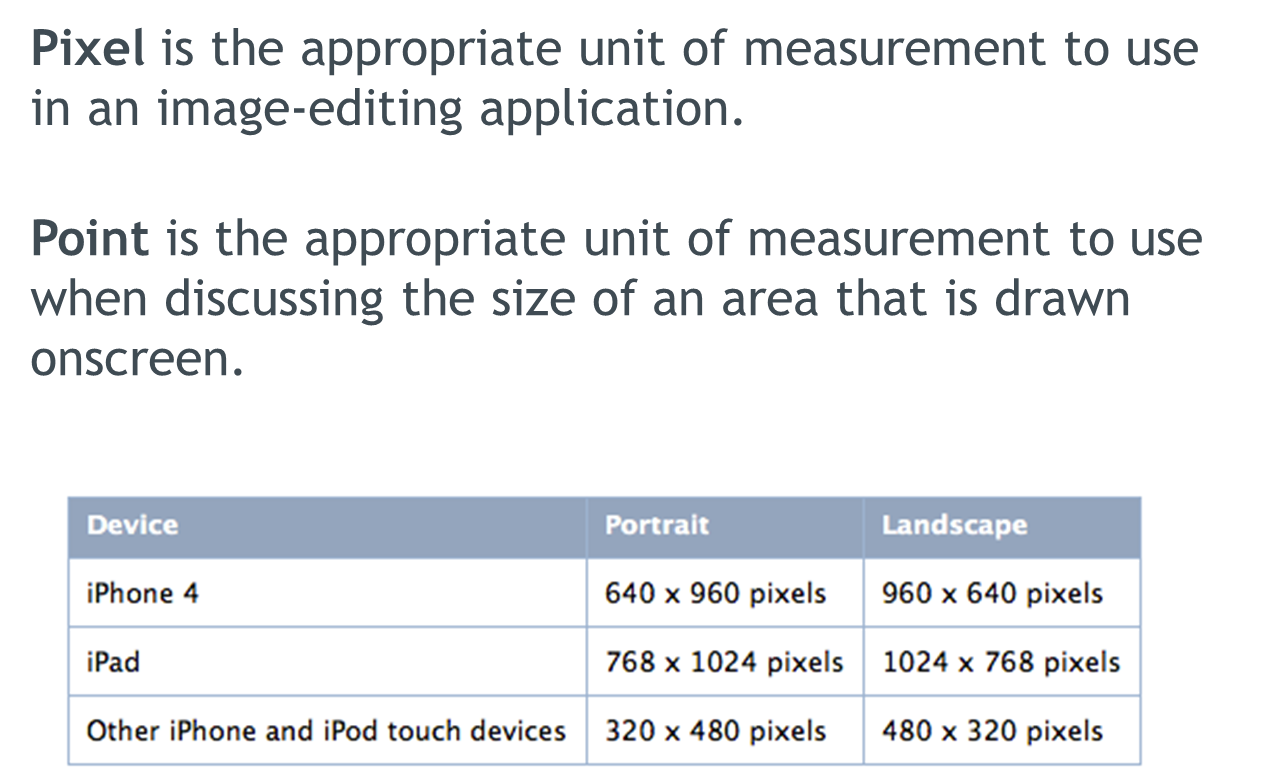 Pixel is the appropriate unit of measurement to use
in an image-editing application.
Point is the appropriate unit of measurement to use
when discussing the size of an area that is drawn
onscreen.
Device Portrait Landscape
iPhone 4 640 x 960 pixels 960 x 640 pixels
iPad 768 x 1024 pixels 1024 x 768 pixels
Other iPhone and iPod touch devices 320 x 480 pixels 480 x 320 pixels